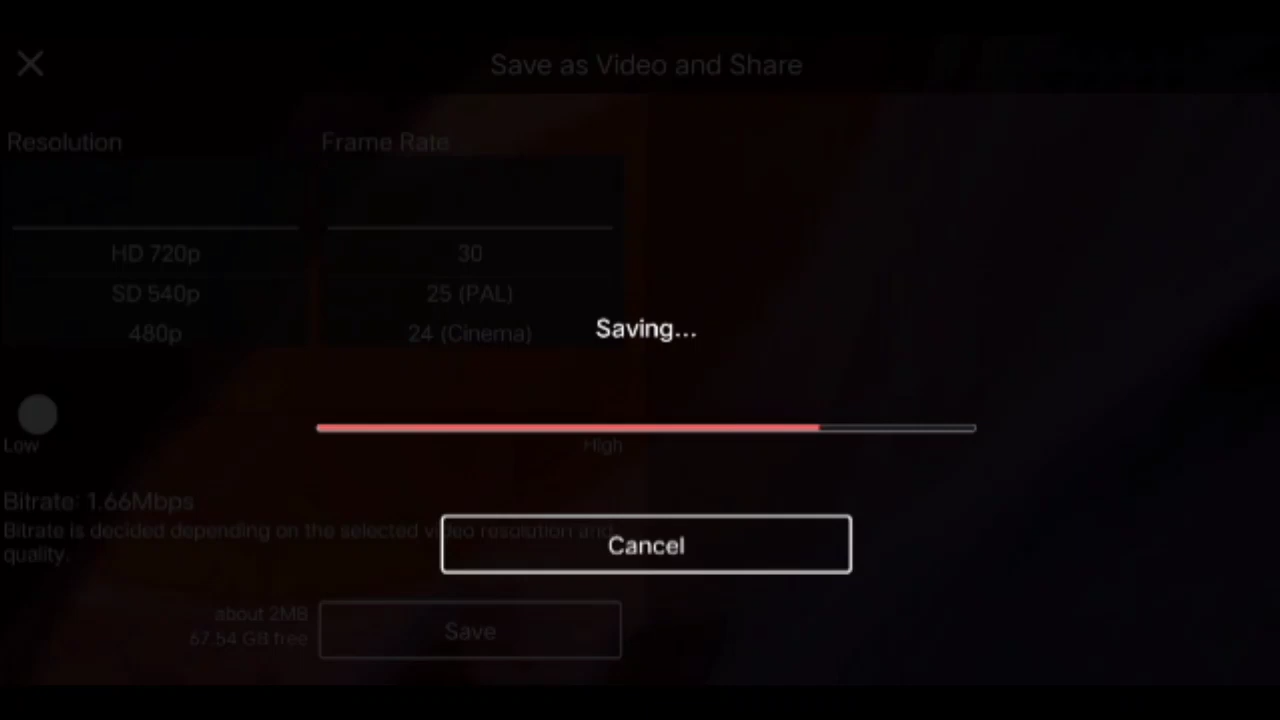 Save as Video and Share
Resolution
Frame Rate
HD 720p
30
SD 540p
25 (PAL)
480p
24 (Cinema)
Saving...
Low
High
Bitrate: 1.66Mbps
Bitrate is decided depending on the selected video resolution and
quality.
Cancel
about 2MB
67.54 GB free
Save